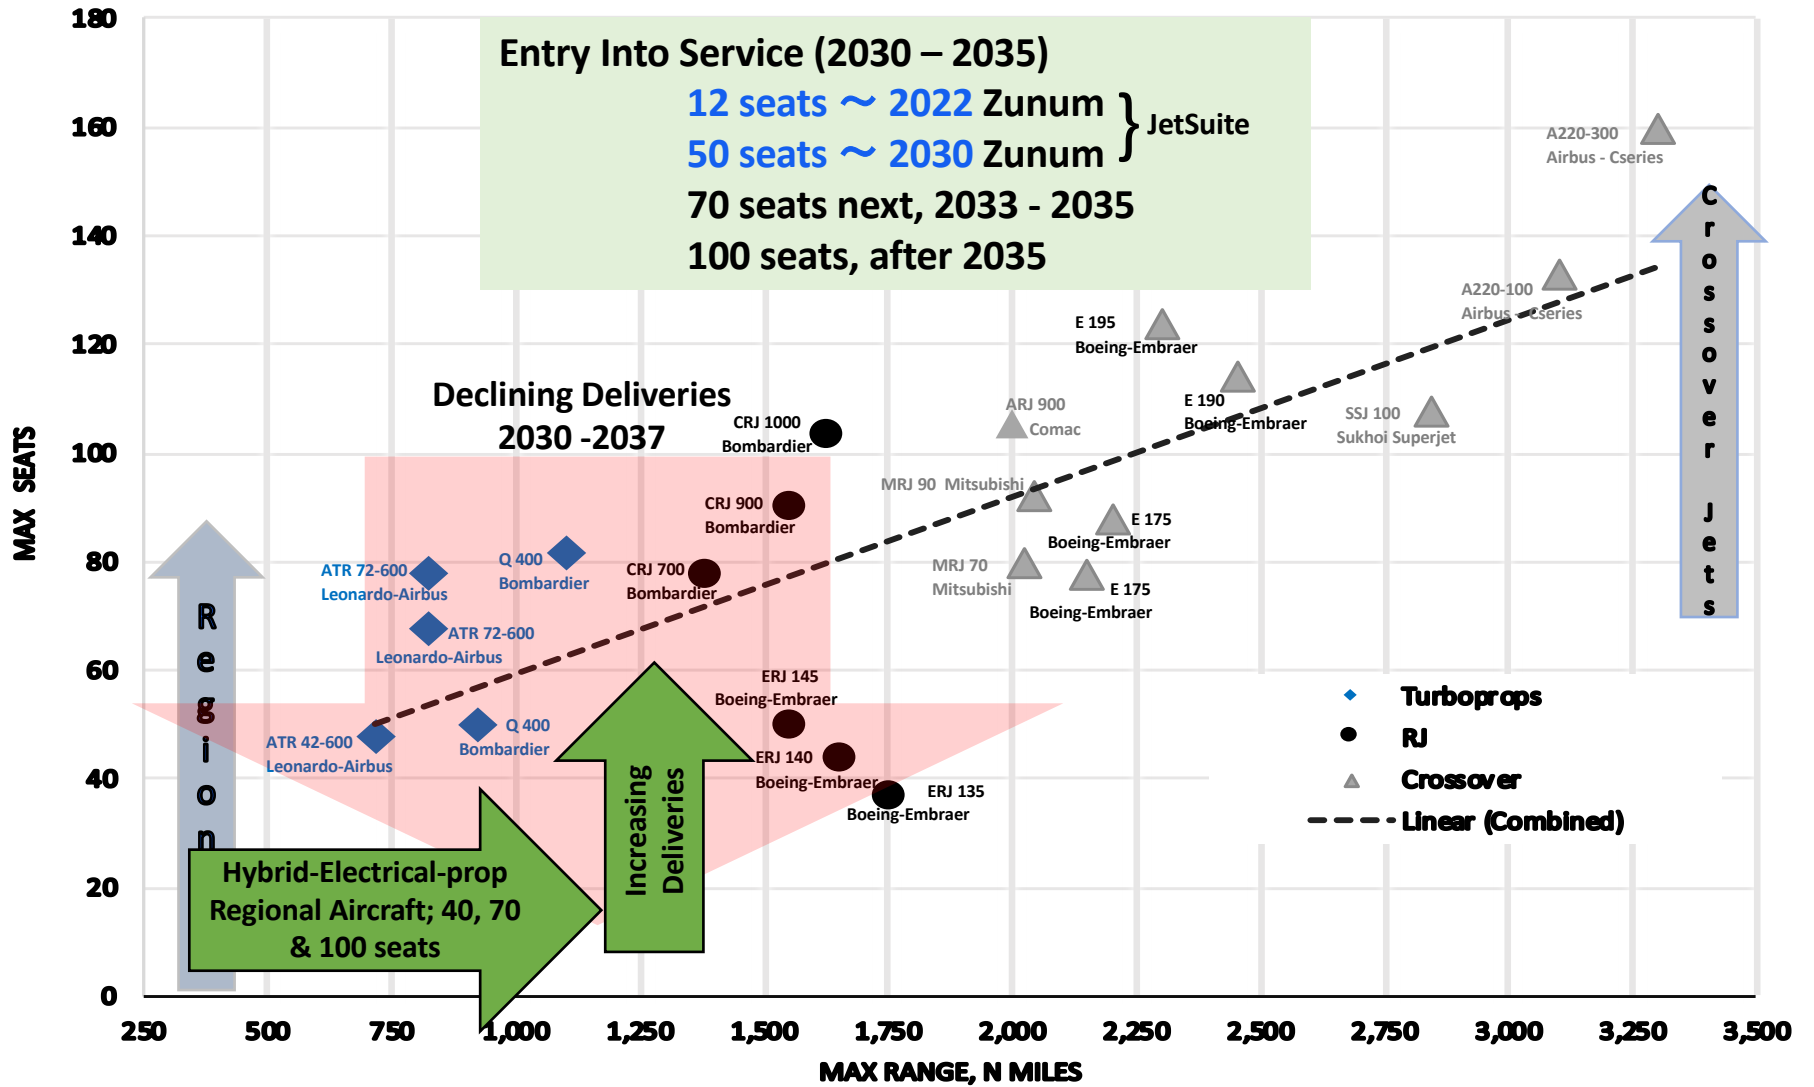 180
160
140
120
100
80
60
40
20
0
MAX SEATS
Entry Into Service (2030 – 2035)
12 seats ~ 2022 Zunum
50 seats ~ 2030 Zunum
} JetSuite
70 seats next, 2033 - 2035
100 seats, after 2035
A220-300
Airbus - Cseries
Crossover Jets
A220-100
Airbus - Cseries
E 195
Boeing-Embraer
E 190
Boeing-Embraer
ARJ 900
Comac
SSJ 100
Sukhoi Superjet
Declining Deliveries
2030 -2037
CRJ 1000
Bombardier
MRJ 90 Mitsubishi
CRJ 900
Bombardier
E 175
Boeing-Embraer
ATR 72-600
Leonardo-Airbus
Q 400
Bombardier
CRJ 700
Bombardier
MRJ 70
Mitsubishi
E 175
Boeing-Embraer
Region
ATR 72-600
Leonardo-Airbus
ERJ 145
Boeing-Embraer
ATR 42-600
Leonardo-Airbus
Q 400
Bombardier
ERJ 140
Boeing-Embraer
ERJ 135
Boeing-Embraer
Turboprops
RJ
Crossover
Linear (Combined)
Increasing
Deliveries
Hybrid-Electrical-prop
Regional Aircraft; 40, 70
& 100 seats
250 500 750 1,000 1,250 1,500 1,750 2,000 2,250 2,500 2,750 3,000 3,250 3,500
MAX RANGE, N MILES